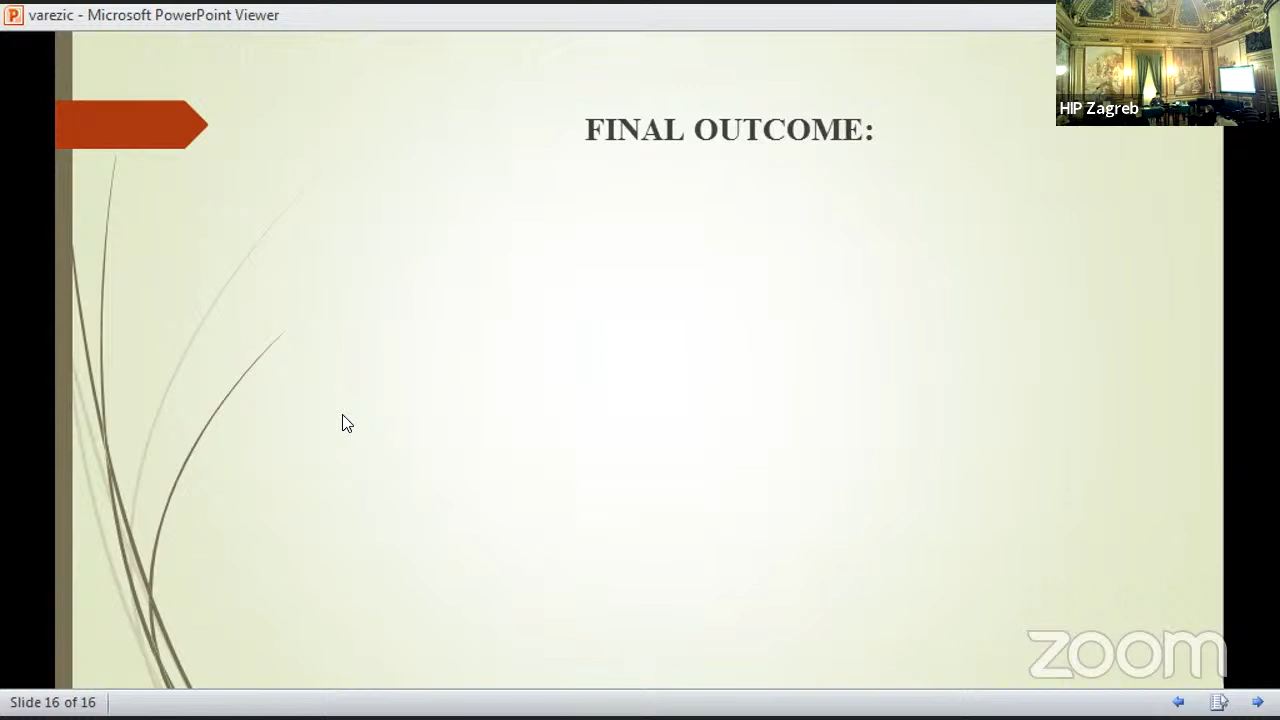 varezic - Microsoft PowerPoint Viewer
HIP Zagreb
FINAL OUTCOME:
zoom
Slide 16 of 16